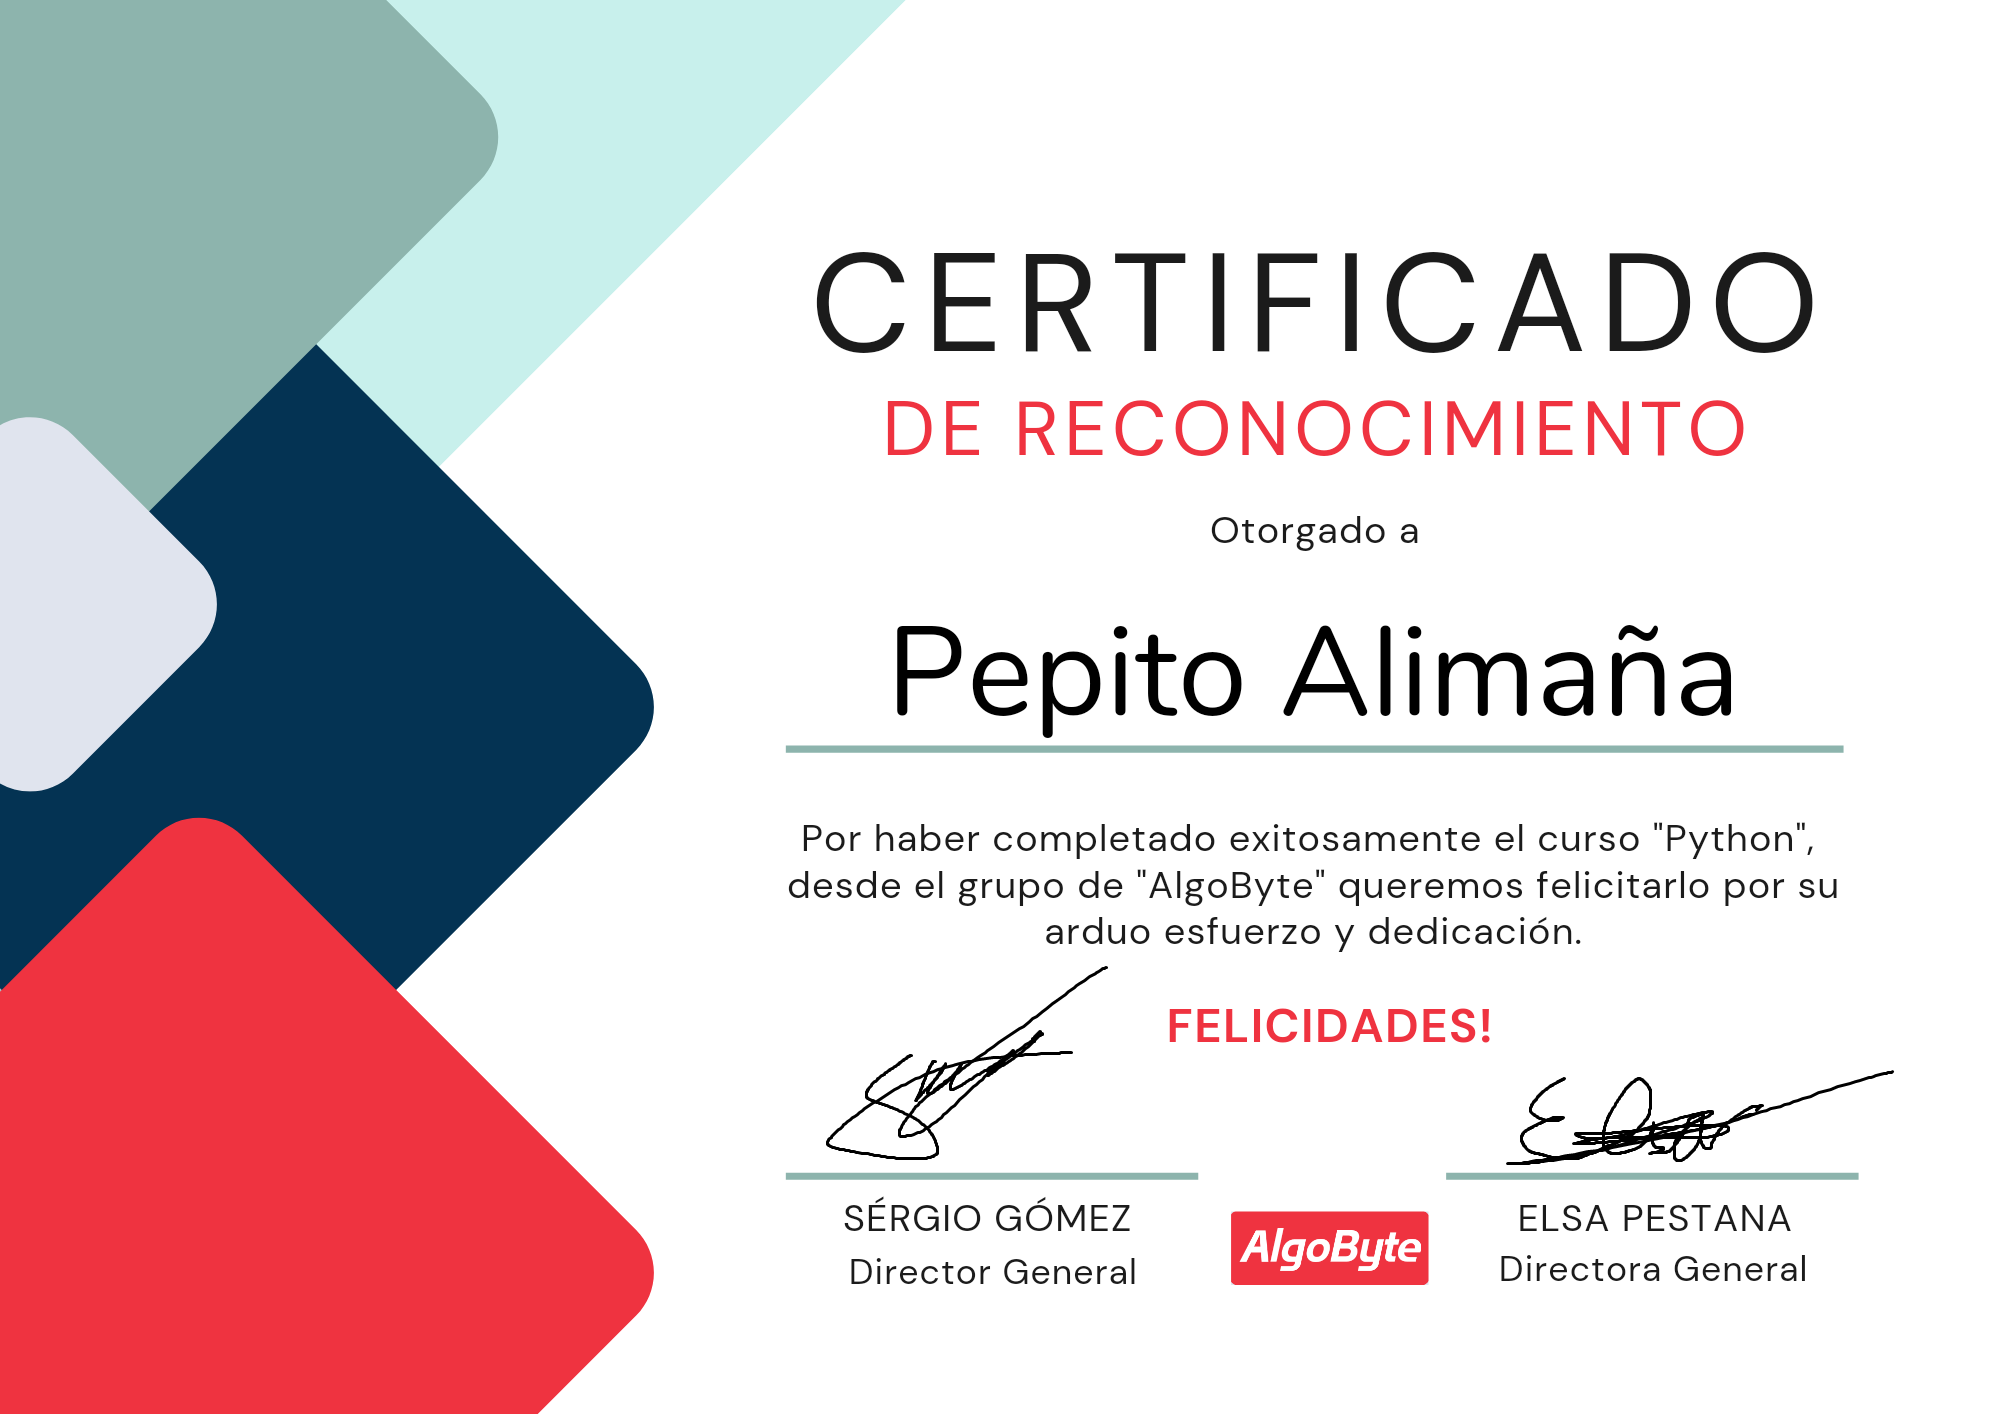 CERTIFICADO
DE RECONOCIMIENTO
Otorgado a
Pepito Alimaña
Por haber completado exitosamente el curso "Python",
desde el grupo de "AlgoByte" queremos felicitarlo por su
arduo esfuerzo y dedicación.
FELICIDADES!
SÉRGIO GÓMEZ
Director General
AlgoByte
ELSA PESTANA
Directora General